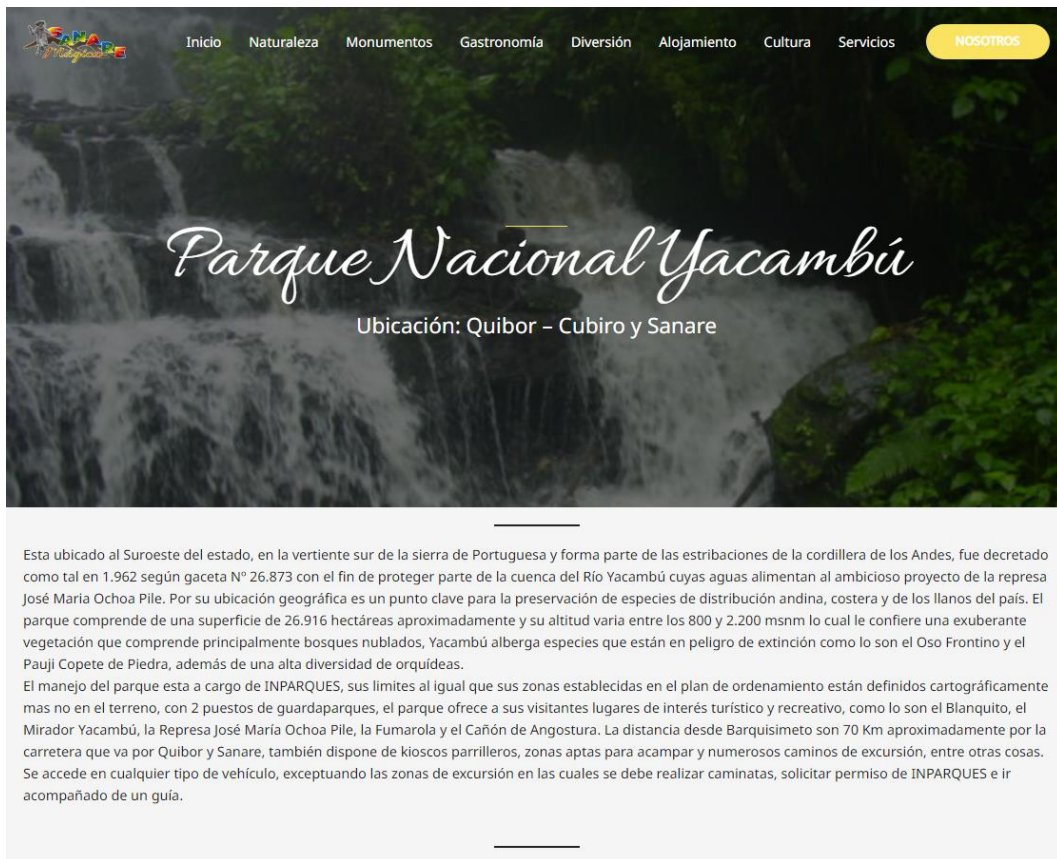 SANARE
Mágico
Inicio
Naturaleza
Monumentos
Gastronomía
Diversión
Alojamiento
Cultura
Servicios
NOSOTROS
Parque Nacional Yacambú
Ubicación: Quibor – Cubiro y Sanare
Esta ubicado al Suroeste del estado, en la vertiente sur de la sierra de Portuguesa y forma parte de las estribaciones de la cordillera de los Andes, fue decretado
como tal en 1.962 según gaceta Nº 26.873 con el fin de proteger parte de la cuenca del Río Yacambú cuyas aguas alimentan al ambicioso proyecto de la represa
José Maria Ochoa Pile. Por su ubicación geográfica es un punto clave para la preservación de especies de distribución andina, costera y de los llanos del país. El
parque comprende de una superficie de 26.916 hectáreas aproximadamente y su altitud varia entre los 800 y 2.200 msnm lo cual le confiere una exuberante
vegetación que comprende principalmente bosques nublados, Yacambú alberga especies que están en peligro de extinción como lo son el Oso Frontino y el
Pauji Copete de Piedra, además de una alta diversidad de orquídeas.
El manejo del parque esta a cargo de INPARQUES, sus limites al igual que sus zonas establecidas en el plan de ordenamiento están definidos cartográficamente
mas no en el terreno, con 2 puestos de guardaparques, el parque ofrece a sus visitantes lugares de interés turístico y recreativo, como lo son el Blanquito, el
Mirador Yacambú, la Represa José María Ochoa Pile, la Fumarola y el Cañón de Angostura. La distancia desde Barquisimeto son 70 Km aproximadamente por la
carretera que va por Quibor y Sanare, también dispone de kioscos parrilleros, zonas aptas para acampar y numerosos caminos de excursión, entre otras cosas.
Se accede en cualquier tipo de vehículo, exceptuando las zonas de excursión en las cuales se debe realizar caminatas, solicitar permiso de INPARQUES e ir
acompañado de un guía.